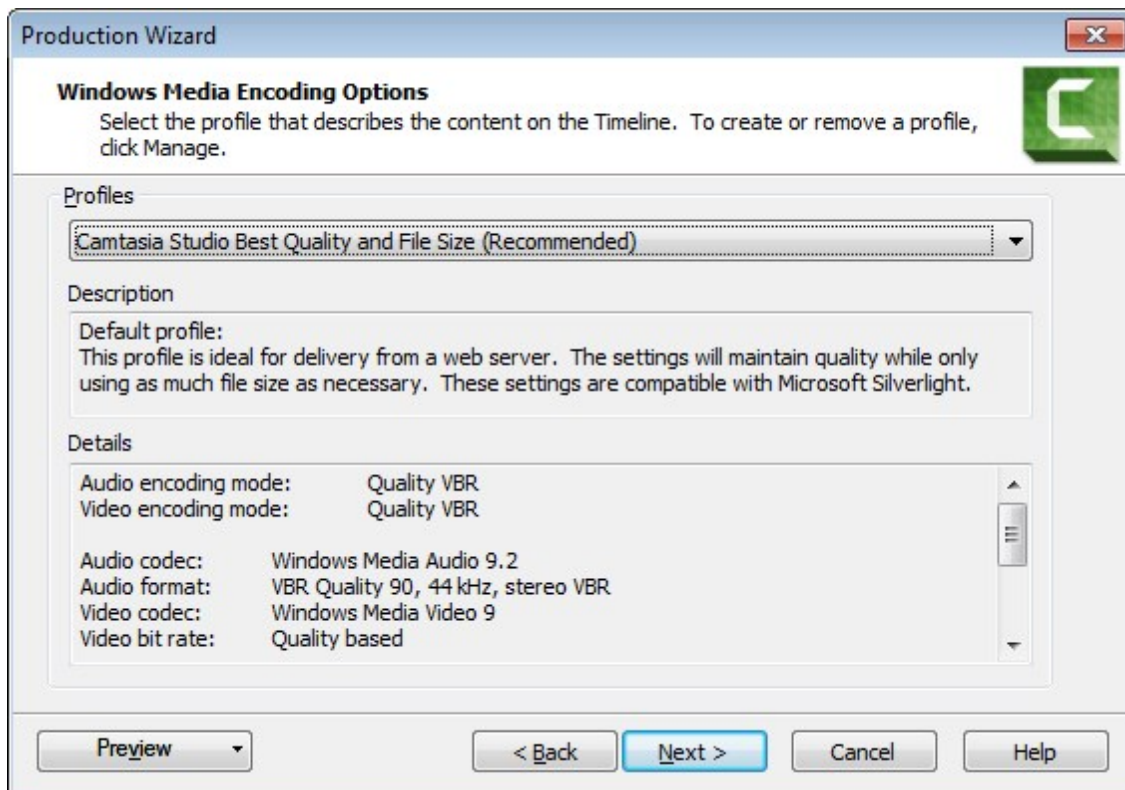 Production Wizard
Windows Media Encoding Options
Select the profile that describes the content on the Timeline.  To create or remove a profile,
click Manage.
Profiles
Camtasia Studio Best Quality and File Size (Recommended)
Description
Default profile:
This profile is ideal for delivery from a web server.  The settings will maintain quality while only
using as much file size as necessary.  These settings are compatible with Microsoft Silverlight.
Details
Audio encoding mode: Quality VBR
Video encoding mode: Quality VBR
Audio codec: Windows Media Audio 9.2
Audio format: VBR Quality 90, 44 kHz, stereo VBR
Video codec: Windows Media Video 9
Video bit rate: Quality based
Preview < Back Next > Cancel Help